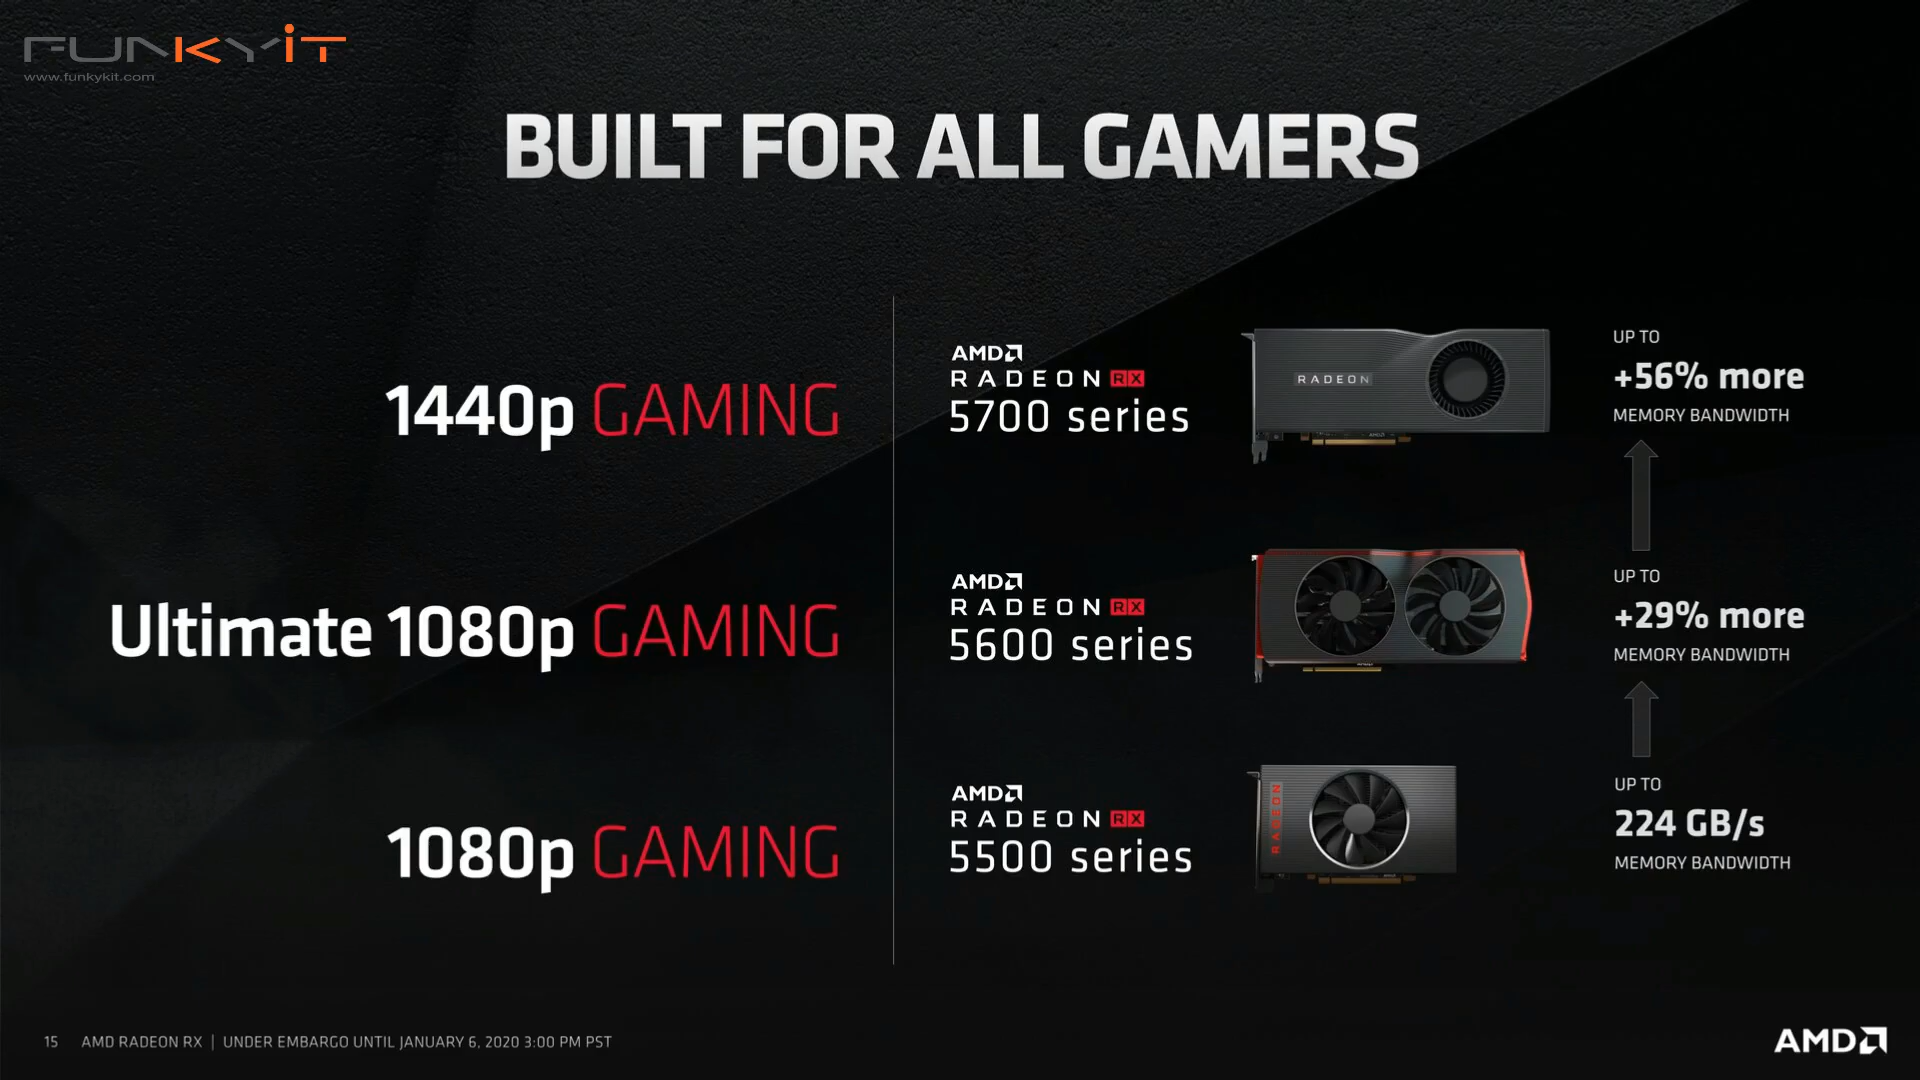 FUNKYIT
www.funkykit.com
BUILT FOR ALL GAMERS
1440p GAMING
AMD
RADEON RX
5700 series
RADEON
AMD
UP TO
+56% more
MEMORY BANDWIDTH
Ultimate 1080p GAMING
AMD
RADEON RX
5600 series
AMD
UP TO
+29% more
MEMORY BANDWIDTH
1080p GAMING
AMD
RADEON RX
5500 series
RADEON
AMD
UP TO
224 GB/s
MEMORY BANDWIDTH
15 AMD RADEON RX | UNDER EMBARGO UNTIL JANUARY 6, 2020 3:00 PM PST
AMD